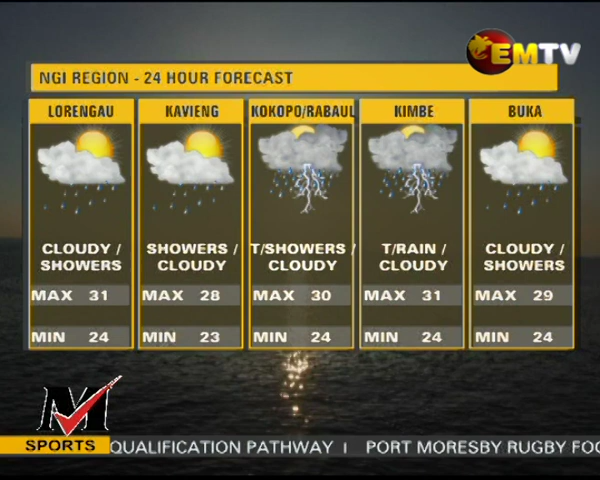 EMTV
NGI REGION - 24 HOUR FORECAST
LORENGAU
CLOUDY /
SHOWERS
MAX 31
MIN 24
KAVIENG
SHOWERS /
CLOUDY
MAX 28
MIN 23
KOKOPO/RABAUL
T/SHOWERS /
CLOUDY
MAX 30
MIN 24
KIMBE
T/RAIN /
CLOUDY
MAX 31
MIN 24
BUKA
CLOUDY /
SHOWERS
MAX 29
MIN 24
M
SPORTS QUALIFICATION PATHWAY | PORT MORESBY RUGBY FOO